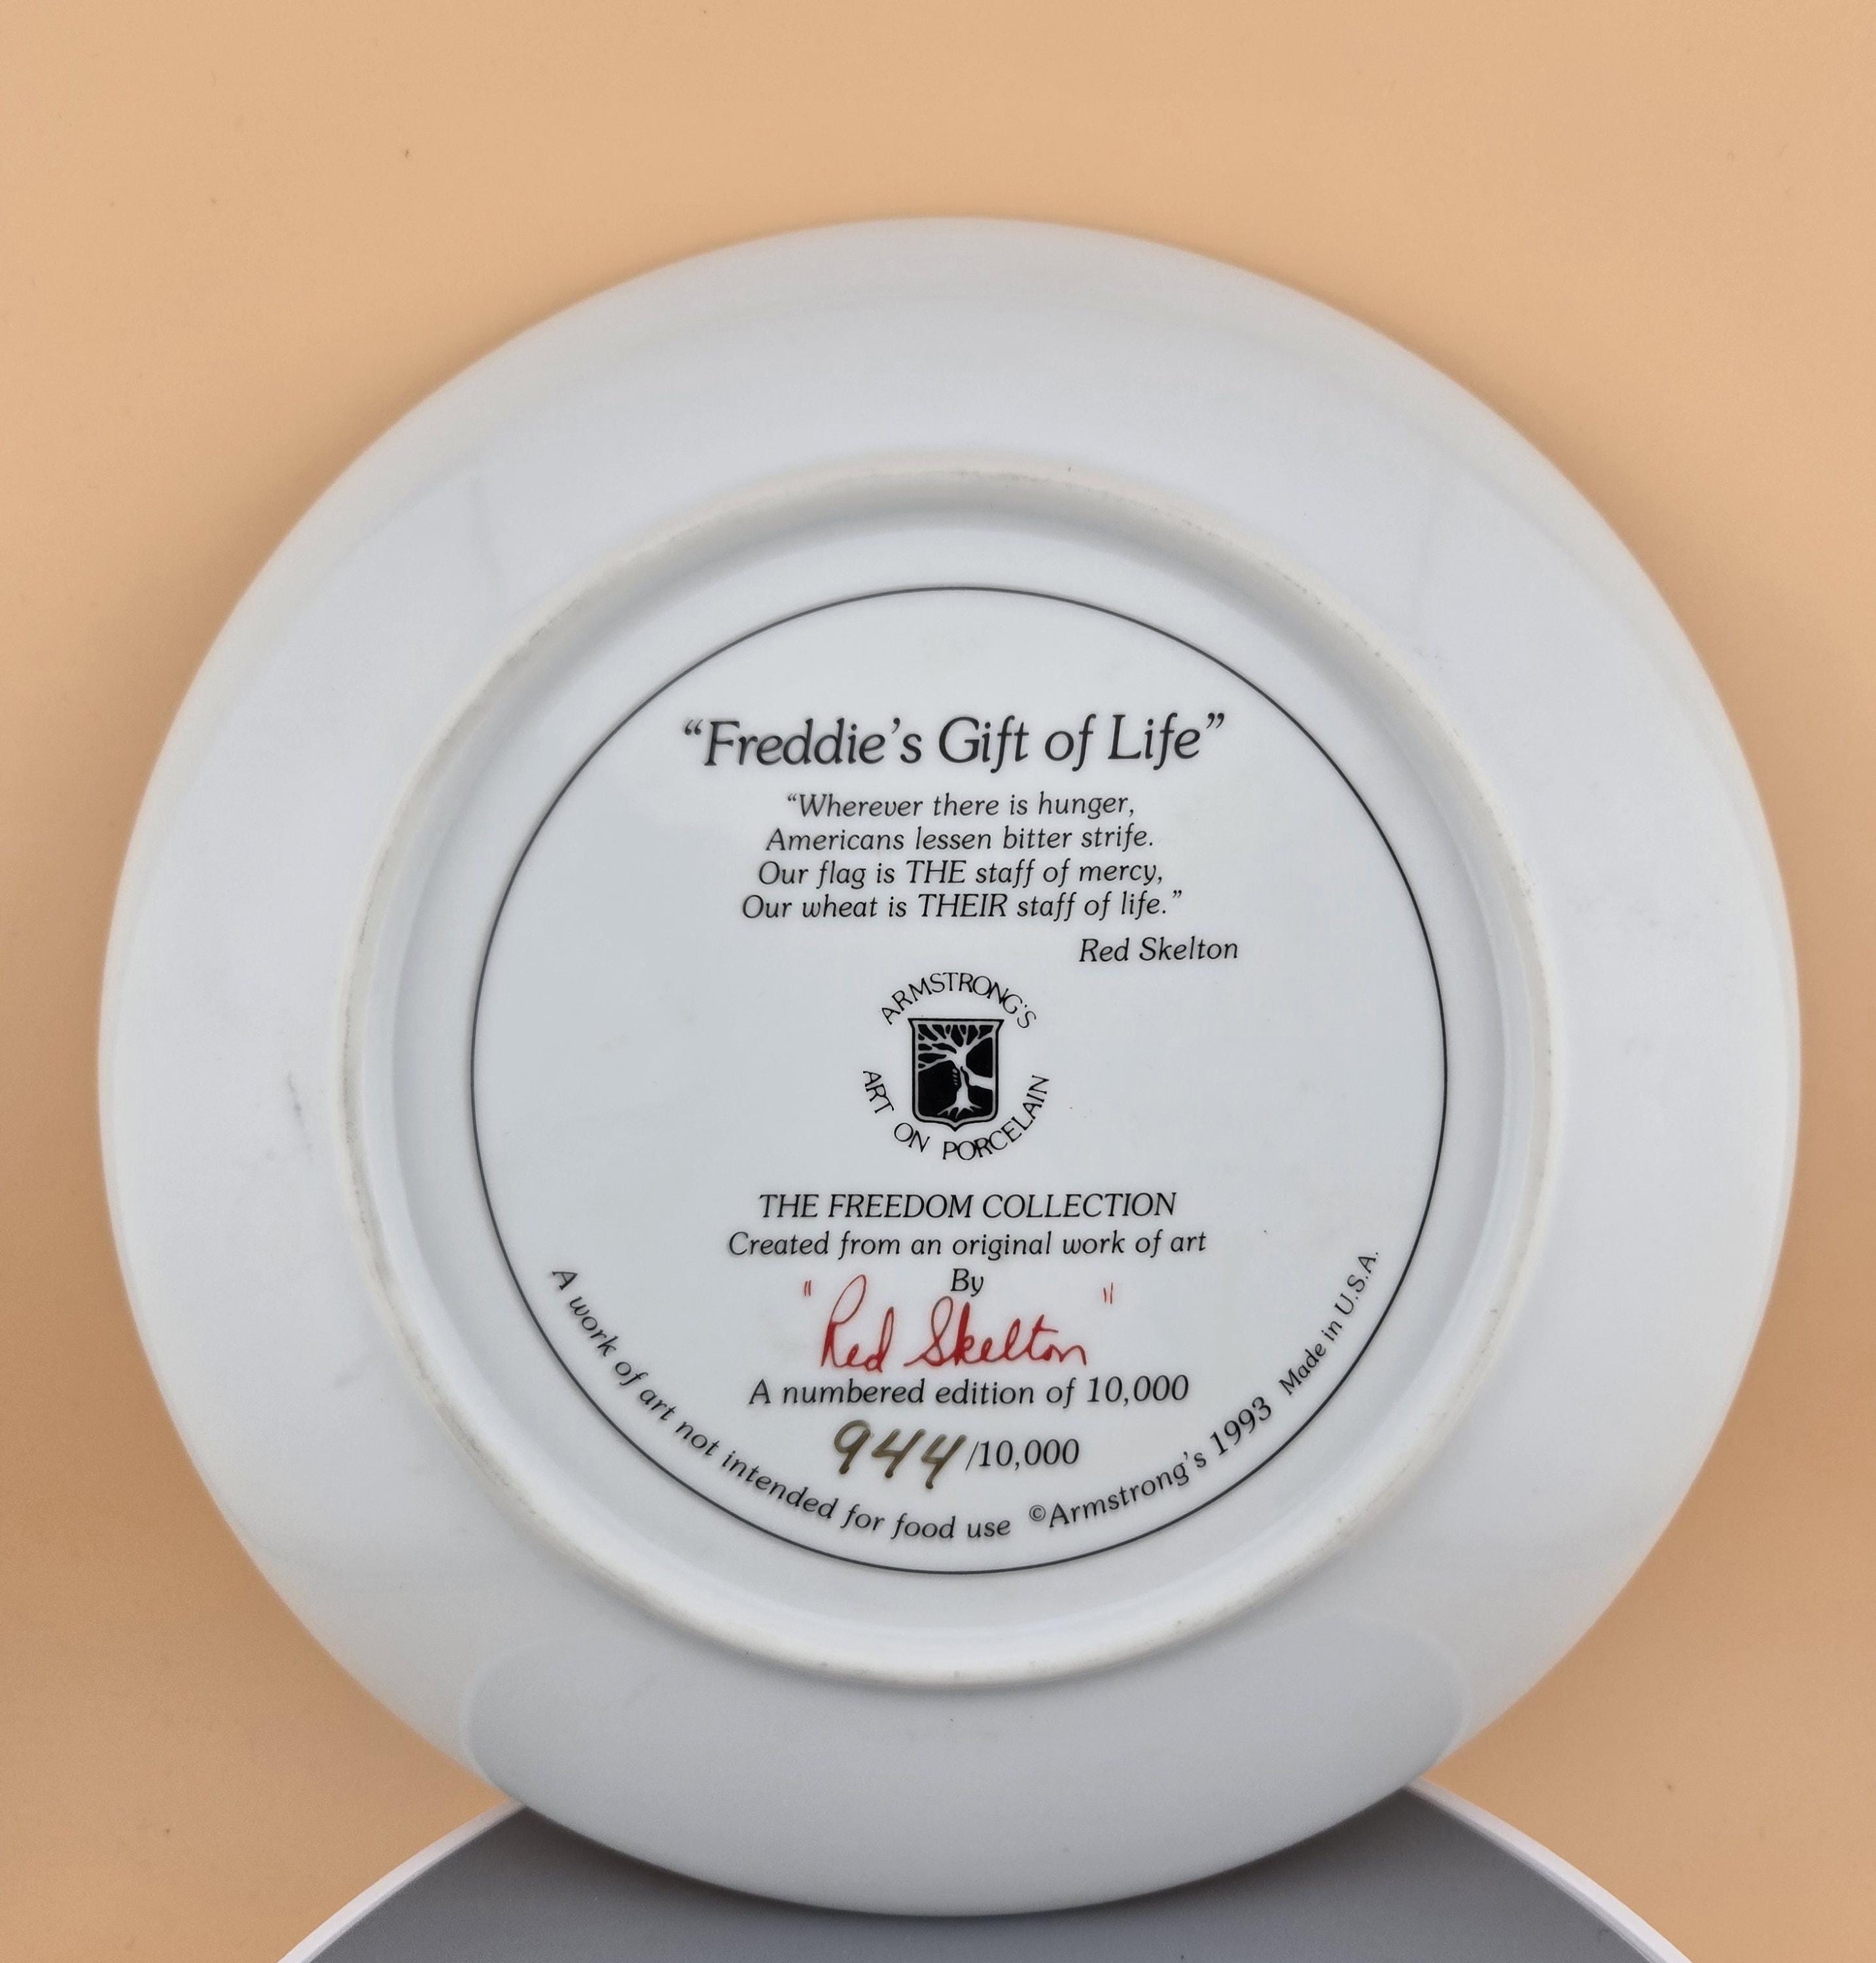 “Freddie’s Gift of Life”
“Wherever there is hunger,
Americans lessen bitter strife.
Our flag is THE staff of mercy,
Our wheat is THEIR staff of life.”
Red Skelton
ARMSTRONG'S
ART ON PORCELAIN
THE FREEDOM COLLECTION
Created from an original work of art
By
"Red Skelton"
A numbered edition of 10,000
944/10,000
A work of art not intended for food use ©Armstrong’s 1993 Made in U.S.A.